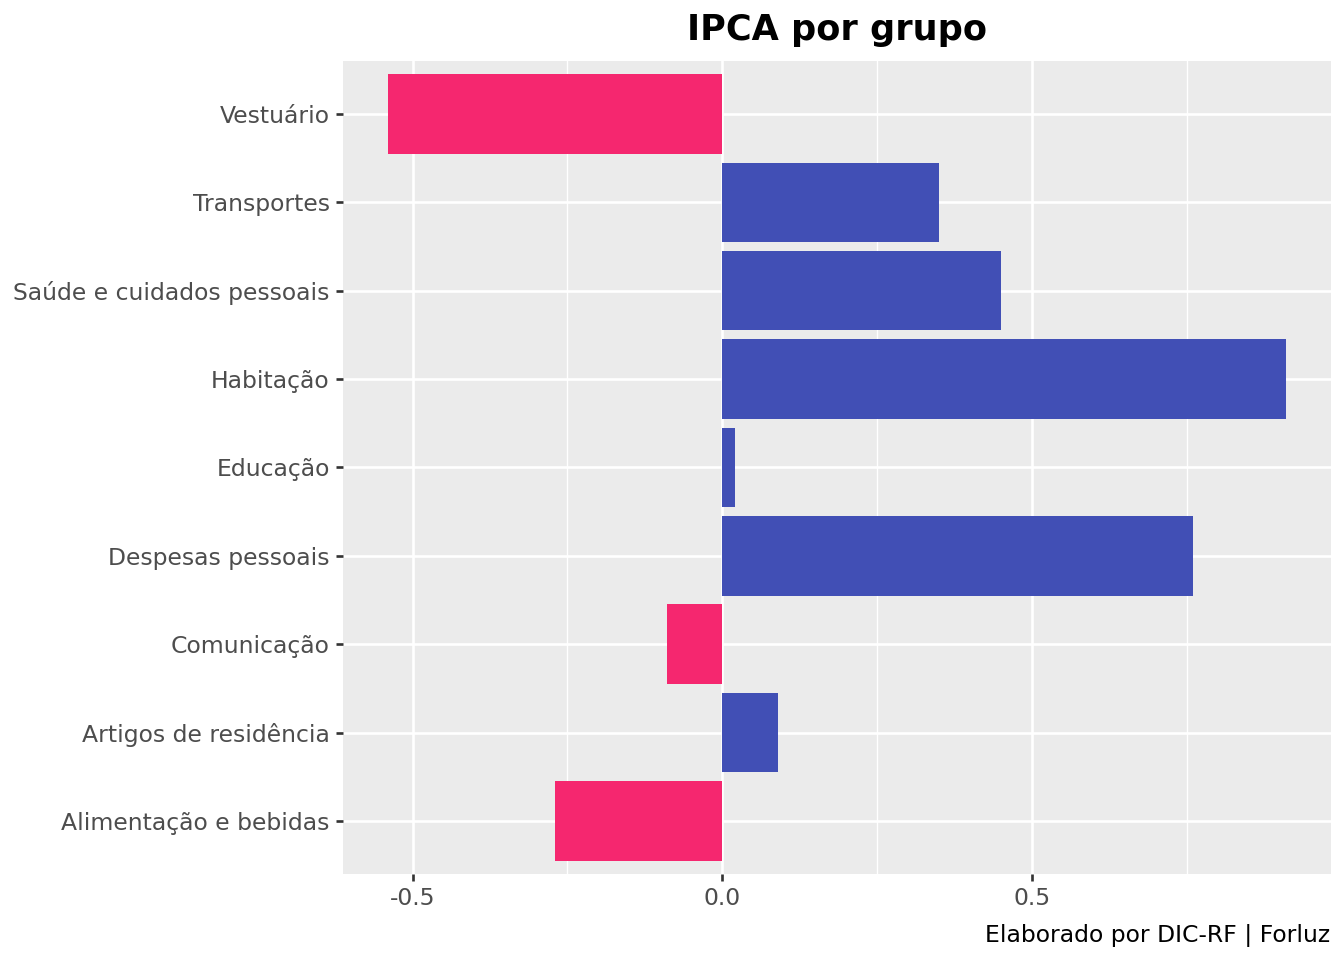 IPCA por grupo
Vestuário
Transportes
Saúde e cuidados pessoais
Habitação
Educação
Despesas pessoais
Comunicação
Artigos de residência
Alimentação e bebidas
-0.5 0.0 0.5
Elaborado por DIC-RF | Forluz